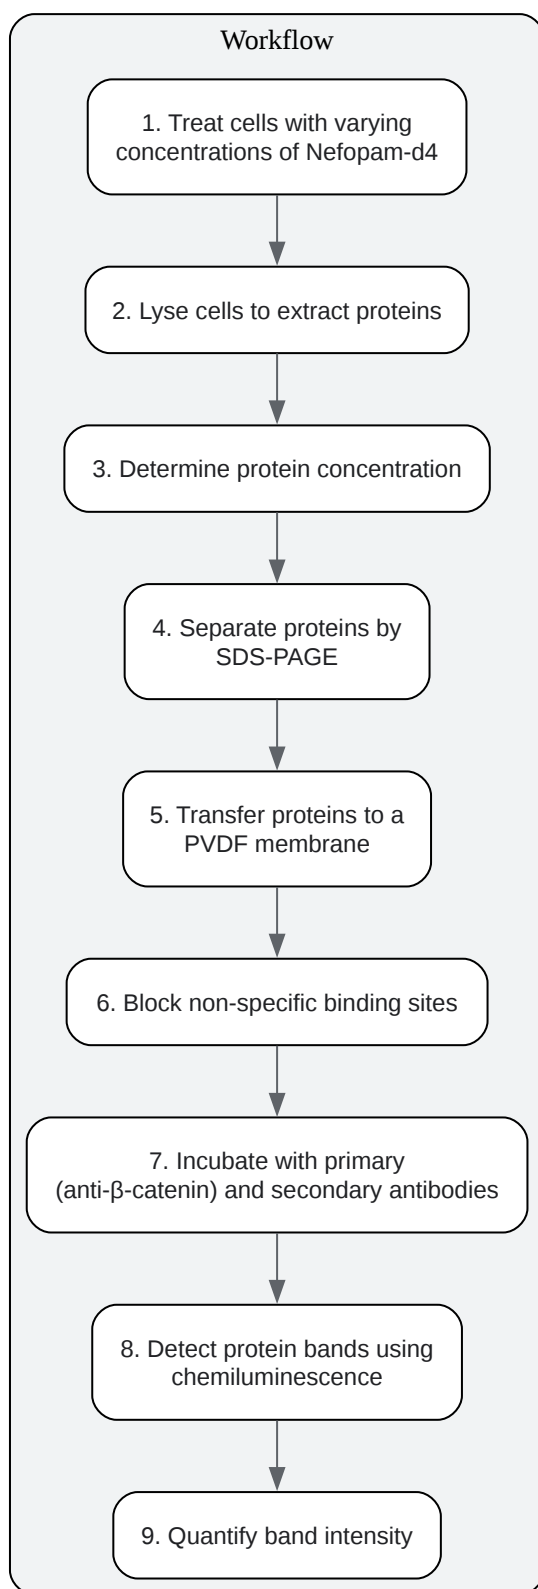 Workflow
1. Treat cells with varying
concentrations of Nefopam-d4
2. Lyse cells to extract proteins
3. Determine protein concentration
4. Separate proteins by
SDS-PAGE
5. Transfer proteins to a
PVDF membrane
6. Block non-specific binding sites
7. Incubate with primary
(anti-β-catenin) and secondary antibodies
8. Detect protein bands using
chemiluminescence
9. Quantify band intensity